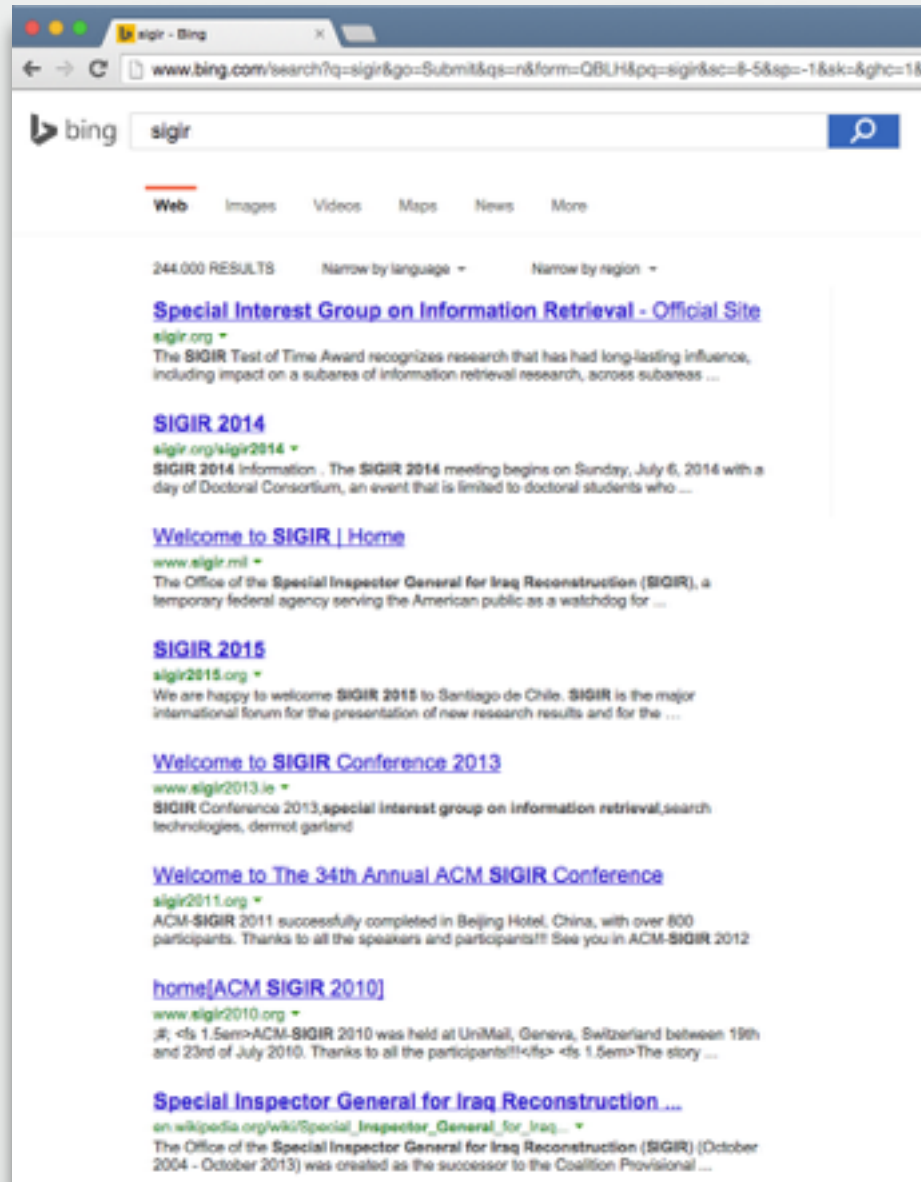 sigir - Bing
www.bing.com/search?q=sigir&go=Submit&qs=n&form=QBLH&pq=sigir&sc=8-5&sp=-1&sk=&ghc=1&
bing
sigir
Web Images Videos Maps News More
244.000 RESULTS Narrow by language Narrow by region
Special Interest Group on Information Retrieval - Official Site
sigir.org
The SIGIR Test of Time Award recognizes research that has had long-lasting influence,
including impact on a subarea of information retrieval research, across subareas ...
SIGIR 2014
sigir.org/sigir2014
SIGIR 2014 Information . The SIGIR 2014 meeting begins on Sunday, July 6, 2014 with a
day of Doctoral Consortium, an event that is limited to doctoral students who ...
Welcome to SIGIR | Home
www.sigir.mil
The Office of the Special Inspector General for Iraq Reconstruction (SIGIR), a
temporary federal agency serving the American public as a watchdog for ...
SIGIR 2015
sigir2015.org
We are happy to welcome SIGIR 2015 to Santiago de Chile. SIGIR is the major
international forum for the presentation of new research results and for the ...
Welcome to SIGIR Conference 2013
www.sigir2013.ie
SIGIR Conference 2013,special interest group on information retrieval,search
technologies, dermot garland
Welcome to The 34th Annual ACM SIGIR Conference
sigir2011.org
ACM-SIGIR 2011 successfully completed in Beijing Hotel, China, with over 800
participants. Thanks to all the speakers and participants!!! See you in ACM-SIGIR 2012
home[ACM SIGIR 2010]
www.sigir2010.org
;#; <fs 1.5em>ACM-SIGIR 2010 was held at UniMail, Geneva, Switzerland between 19th
and 23rd of July 2010. Thanks to all the participants!!!</fs> <fs 1.5em>The story ...
Special Inspector General for Iraq Reconstruction ...
en.wikipedia.org/wiki/Special_Inspector_General_for_Iraq...
The Office of the Special Inspector General for Iraq Reconstruction (SIGIR) (October
2004 - October 2013) was created as the successor to the Coalition Provisional ...